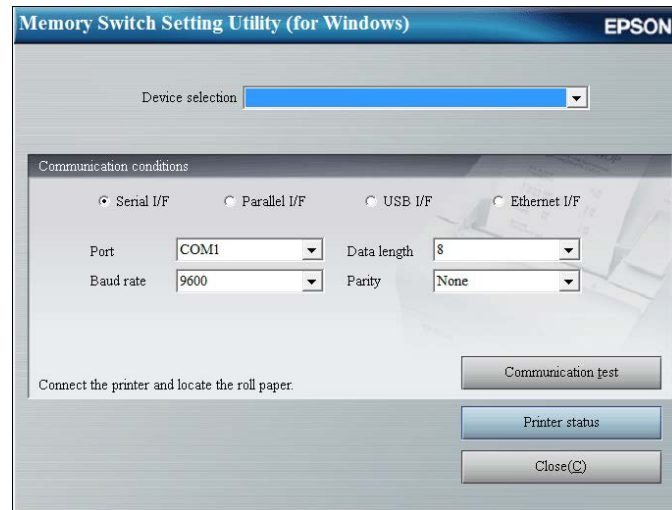 Memory Switch Setting Utility (for Windows)
EPSON
Device selection
Communication conditions
Serial I/F Parallel I/F USB I/F Ethernet I/F
Port COM1 Data length 8
Baud rate 9600 Parity None
Connect the printer and locate the roll paper.
Communication test
Printer status
Close(C)